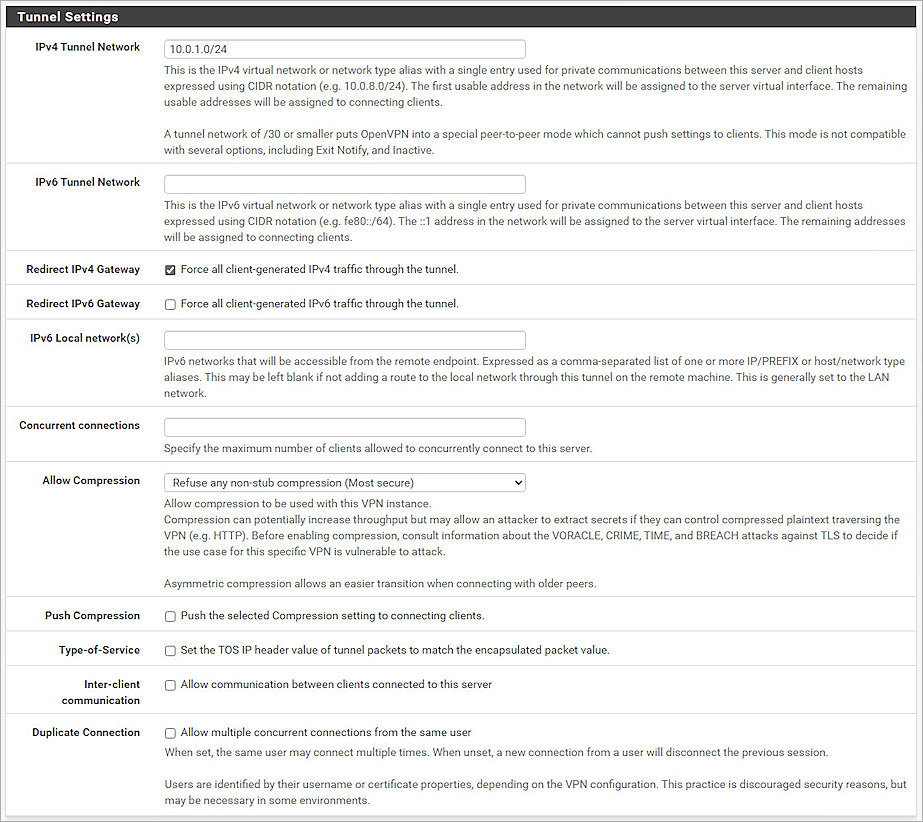 Tunnel Settings
IPv4 Tunnel Network
10.0.1.0/24
This is the IPv4 virtual network or network type alias with a single entry used for private communications between this server and client hosts
expressed using CIDR notation (e.g. 10.0.8.0/24). The first usable address in the network will be assigned to the server virtual interface. The remaining
usable addresses will be assigned to connecting clients.
A tunnel network of /30 or smaller puts OpenVPN into a special peer-to-peer mode which cannot push settings to clients. This mode is not compatible
with several options, including Exit Notify, and Inactive.
IPv6 Tunnel Network
This is the IPv6 virtual network or network type alias with a single entry used for private communications between this server and client hosts
expressed using CIDR notation (e.g. fe80::/64). The ::1 address in the network will be assigned to the server virtual interface. The remaining addresses
will be assigned to connecting clients.
Redirect IPv4 Gateway
Force all client-generated IPv4 traffic through the tunnel.
Redirect IPv6 Gateway
Force all client-generated IPv6 traffic through the tunnel.
IPv6 Local network(s)
IPv6 networks that will be accessible from the remote endpoint. Expressed as a comma-separated list of one or more IP/PREFIX or host/network type
aliases. This may be left blank if not adding a route to the local network through this tunnel on the remote machine. This is generally set to the LAN
network.
Concurrent connections
Specify the maximum number of clients allowed to concurrently connect to this server.
Allow Compression
Refuse any non-stub compression (Most secure)
Allow compression to be used with this VPN instance.
Compression can potentially increase throughput but may allow an attacker to extract secrets if they can control compressed plaintext traversing the
VPN (e.g. HTTP). Before enabling compression, consult information about the VORACLE, CRIME, TIME, and BREACH attacks against TLS to decide if
the use case for this specific VPN is vulnerable to attack.
Asymmetric compression allows an easier transition when connecting with older peers.
Push Compression
Push the selected Compression setting to connecting clients.
Type-of-Service
Set the TOS IP header value of tunnel packets to match the encapsulated packet value.
Inter-client
communication
Allow communication between clients connected to this server
Duplicate Connection
Allow multiple concurrent connections from the same user
When set, the same user may connect multiple times. When unset, a new connection from a user will disconnect the previous session.
Users are identified by their username or certificate properties, depending on the VPN configuration. This practice is discouraged security reasons, but
may be necessary in some environments.